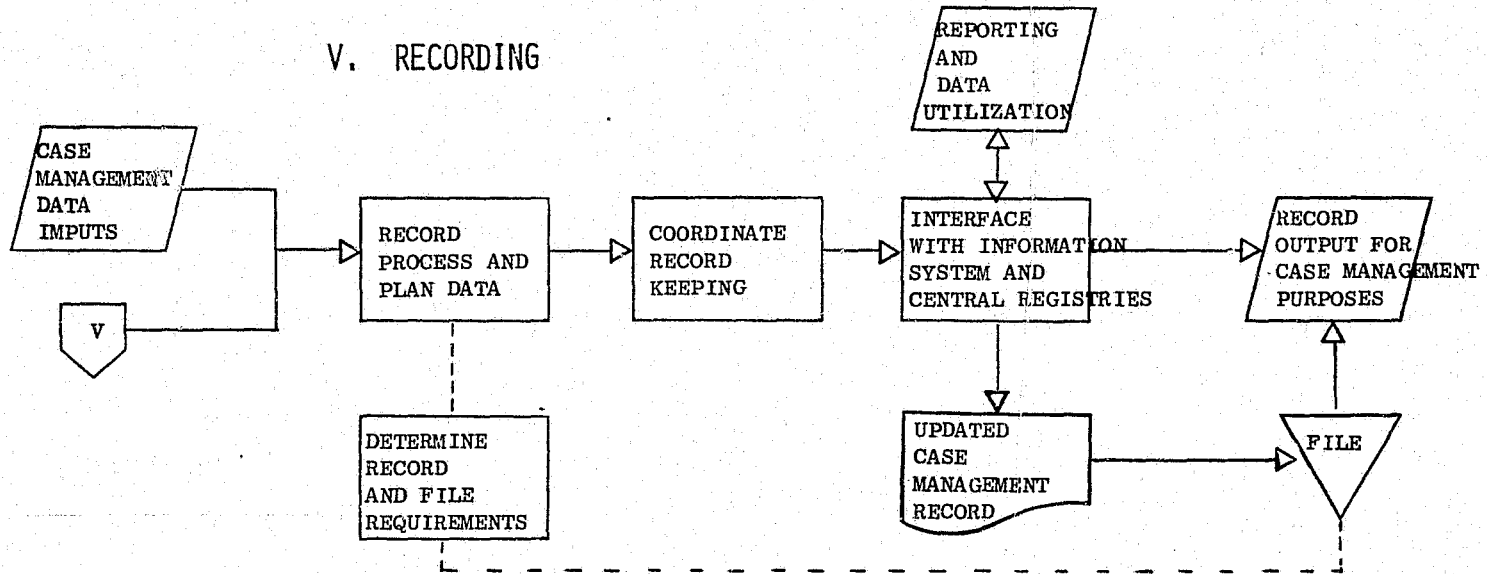 V. RECORDING
REPORTING
AND
DATA
UTILIZATION
CASE
MANAGEMENT
DATA
IMPUTS
V
RECORD
PROCESS AND
PLAN DATA
COORDINATE
RECORD
KEEPING
INTERFACE
WITH INFORMATION
SYSTEM AND
CENTRAL REGISTRIES
RECORD
OUTPUT FOR
CASE MANAGEMENT
PURPOSES
DETERMINE
RECORD
AND FILE
REQUIREMENTS
UPDATED
CASE
MANAGEMENT
RECORD
FILE